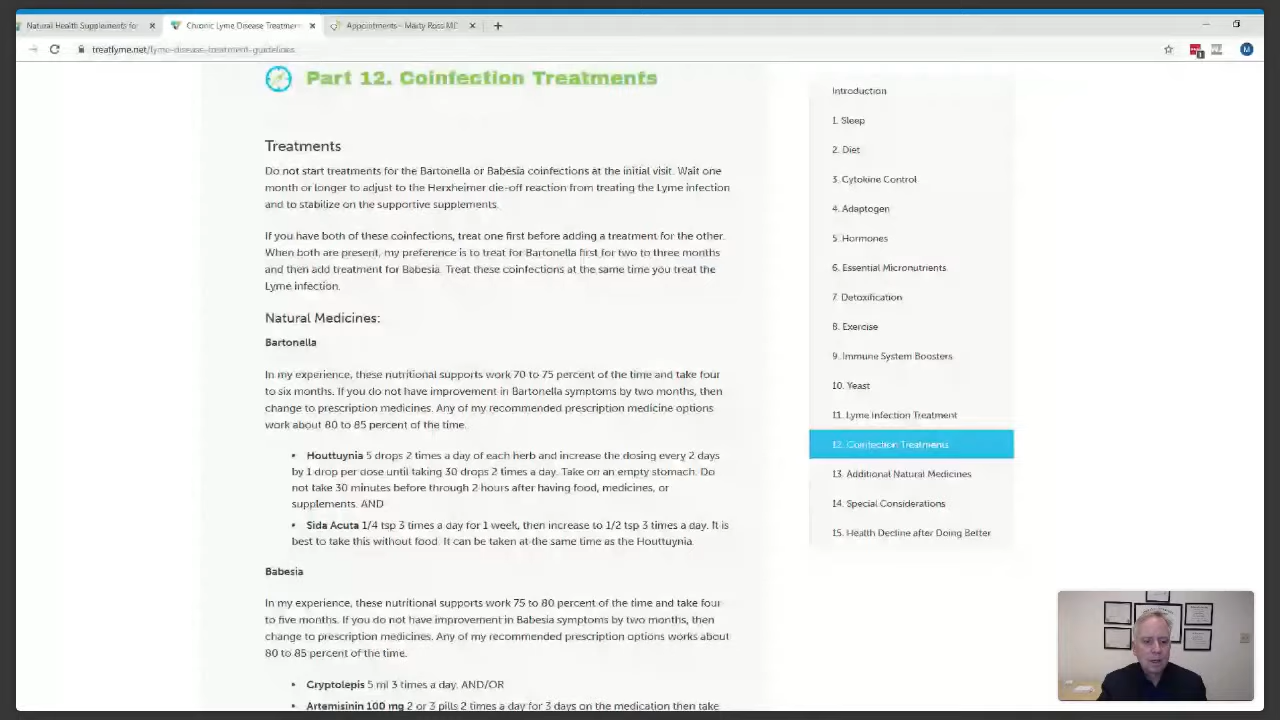 Natural Health Supplements for
Chronic Lyme Disease Treatment
Appointments – Marty Ross MD
treatlyme.net/lyme-disease-treatment-guidelines
M
Part 12. Coinfection Treatments
Treatments
Do not start treatments for the Bartonella or Babesia coinfections at the initial visit. Wait one
month or longer to adjust to the Herxheimer die-off reaction from treating the Lyme infection
and to stabilize on the supportive supplements.
If you have both of these coinfections, treat one first before adding a treatment for the other.
When both are present, my preference is to treat for Bartonella first for two to three months
and then add treatment for Babesia. Treat these coinfections at the same time you treat the
Lyme infection.
Natural Medicines:
Bartonella
In my experience, these nutritional supports work 70 to 75 percent of the time and take four
to six months. If you do not have improvement in Bartonella symptoms by two months, then
change to prescription medicines. Any of my recommended prescription medicine options
work about 80 to 85 percent of the time.
• Houttuynia 5 drops 2 times a day of each herb and increase the dosing every 2 days
by 1 drop per dose until taking 30 drops 2 times a day. Take on an empty stomach. Do
not take 30 minutes before through 2 hours after having food, medicines, or
supplements. AND
• Sida Acuta 1/4 tsp 3 times a day for 1 week, then increase to 1/2 tsp 3 times a day. It is
best to take this without food. It can be taken at the same time as the Houttuynia.
Babesia
In my experience, these nutritional supports work 75 to 80 percent of the time and take four
to five months. If you do not have improvement in Babesia symptoms by two months, then
change to prescription medicines. Any of my recommended prescription options works about
80 to 85 percent of the time.
• Cryptolepis 5 ml 3 times a day. AND/OR
• Artemisinin 100 mg 2 or 3 pills 2 times a day for 3 days on the medication then take
Introduction
1. Sleep
2. Diet
3. Cytokine Control
4. Adaptogen
5. Hormones
6. Essential Micronutrients
7. Detoxification
8. Exercise
9. Immune System Boosters
10. Yeast
11. Lyme Infection Treatment
12. Coinfection Treatments
13. Additional Natural Medicines
14. Special Considerations
15. Health Decline after Doing Better